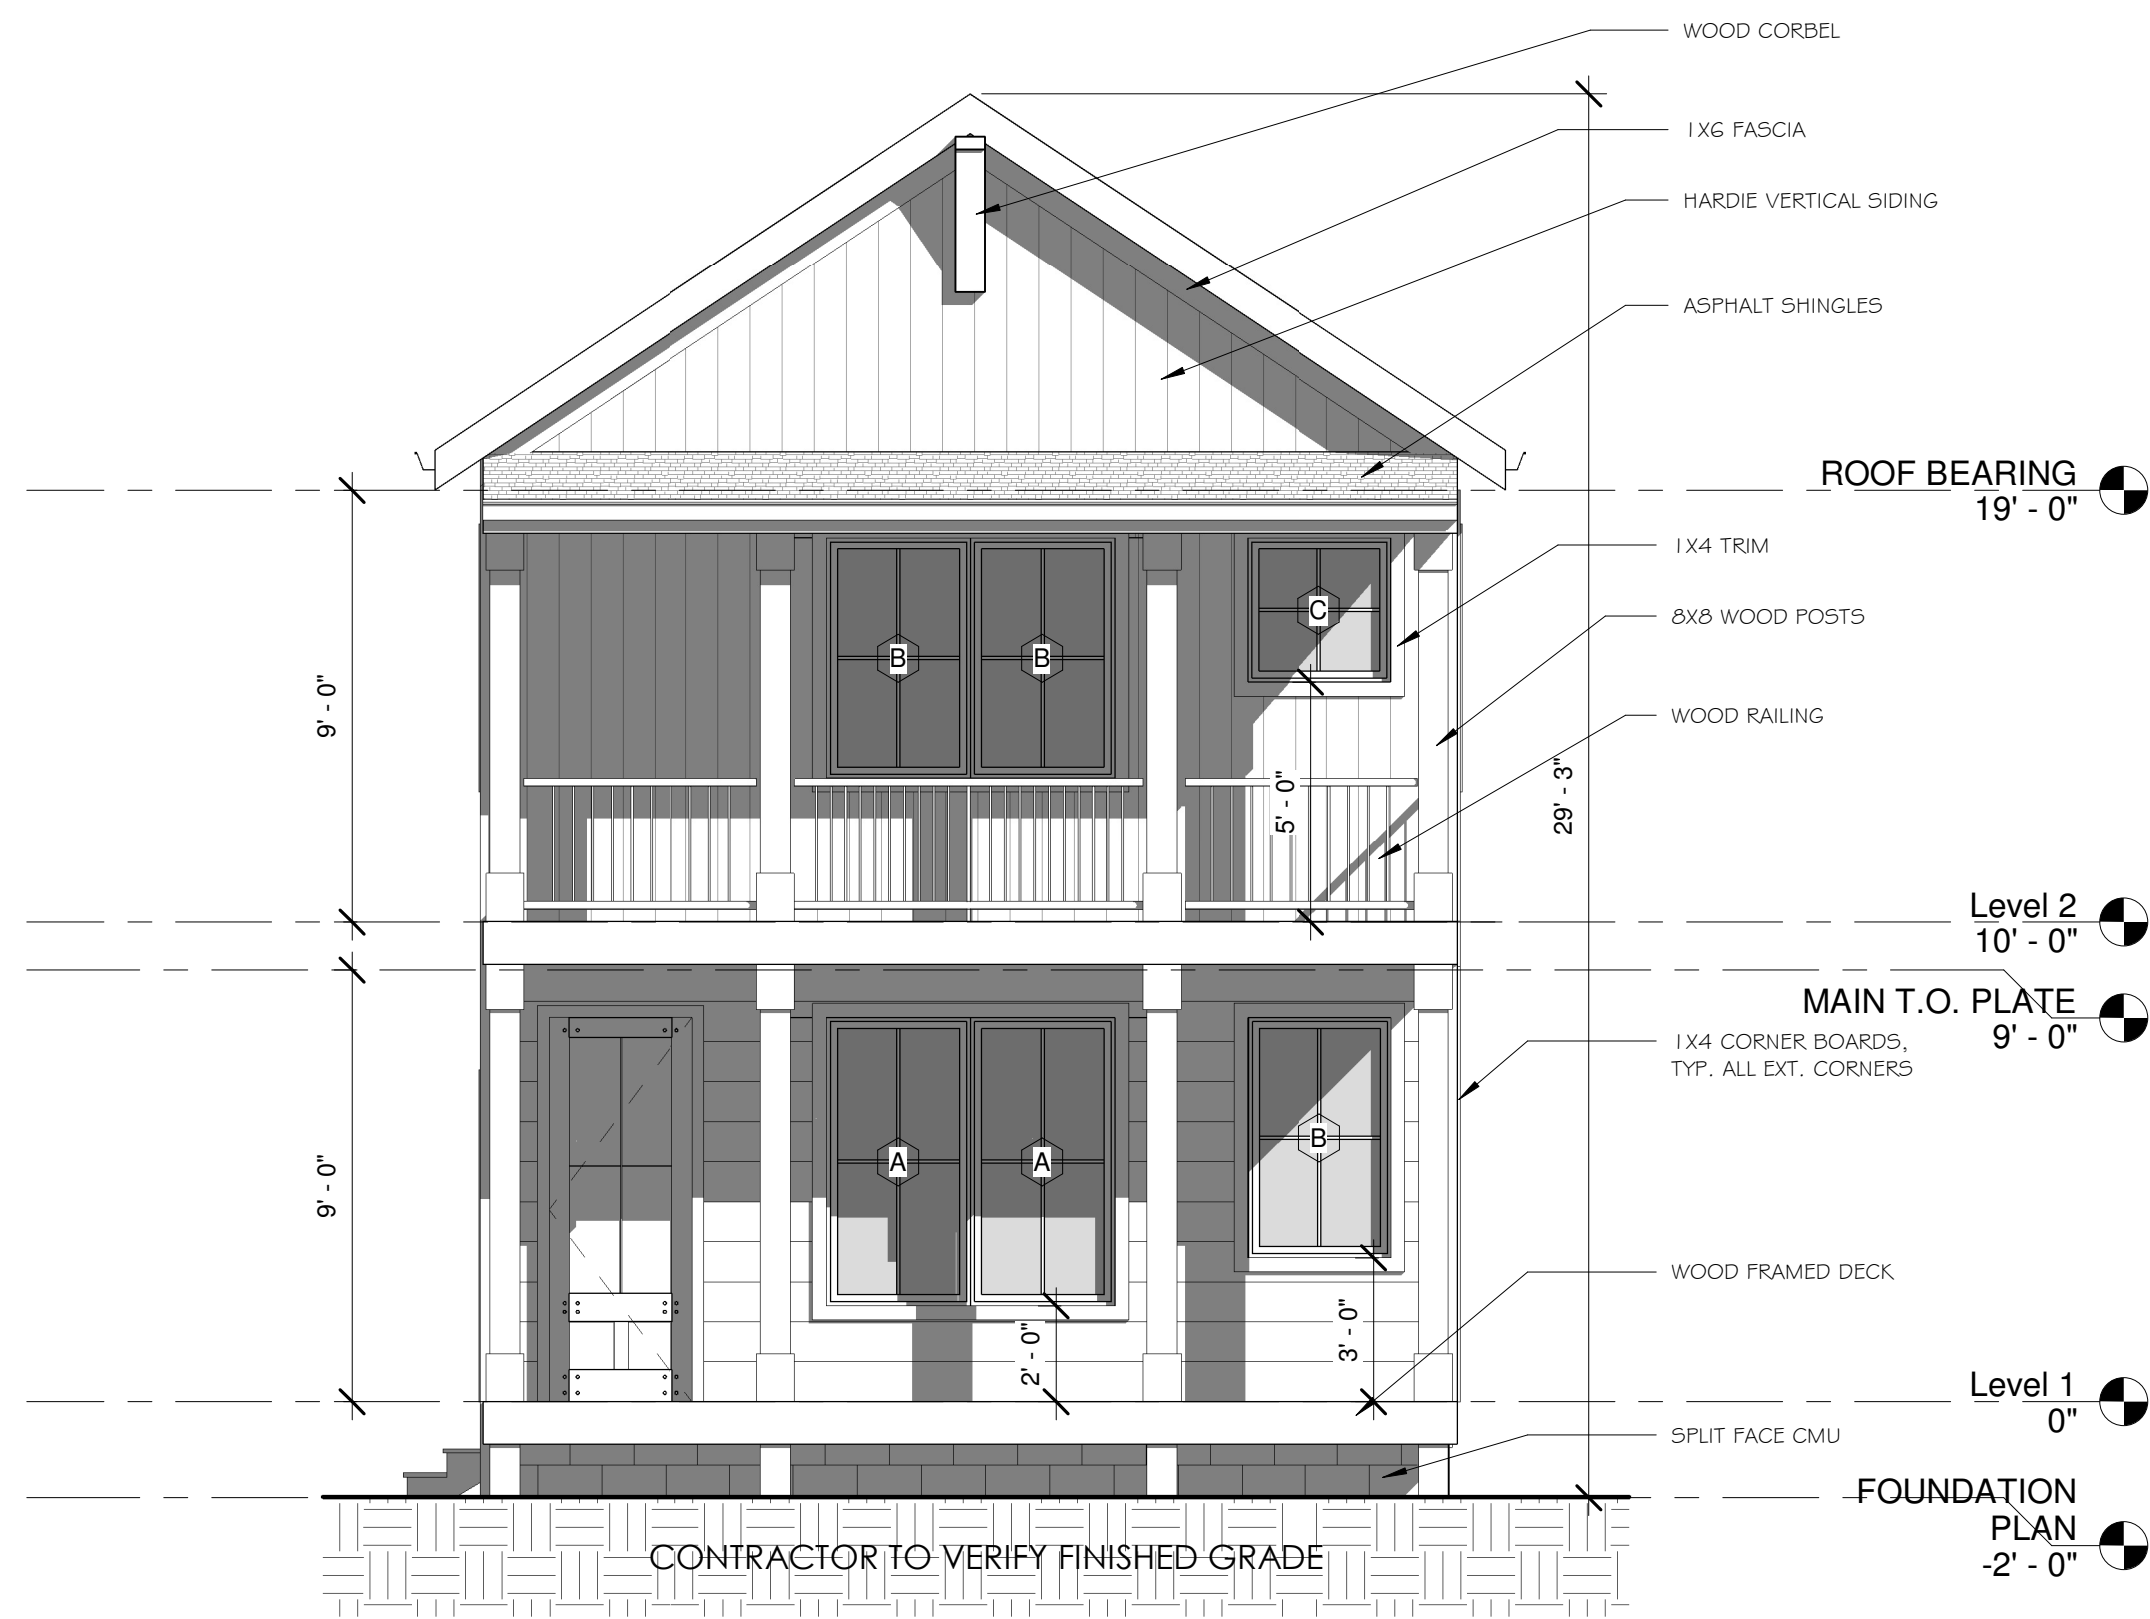 WOOD CORBEL
1X6 FASCIA
HARDIE VERTICAL SIDING
ASPHALT SHINGLES
ROOF BEARING
19' - 0"
1X4 TRIM
8X8 WOOD POSTS
WOOD RAILING
9' - 0"
B
B
C
5' - 0"
29' - 3"
Level 2
10' - 0"
MAIN T.O. PLATE
9' - 0"
1X4 CORNER BOARDS,
TYP. ALL EXT. CORNERS
9' - 0"
A
A
B
WOOD FRAMED DECK
2' - 0"
3' - 0"
Level 1
0"
SPLIT FACE CMU
FOUNDATION
PLAN
-2' - 0"
CONTRACTOR TO VERIFY FINISHED GRADE